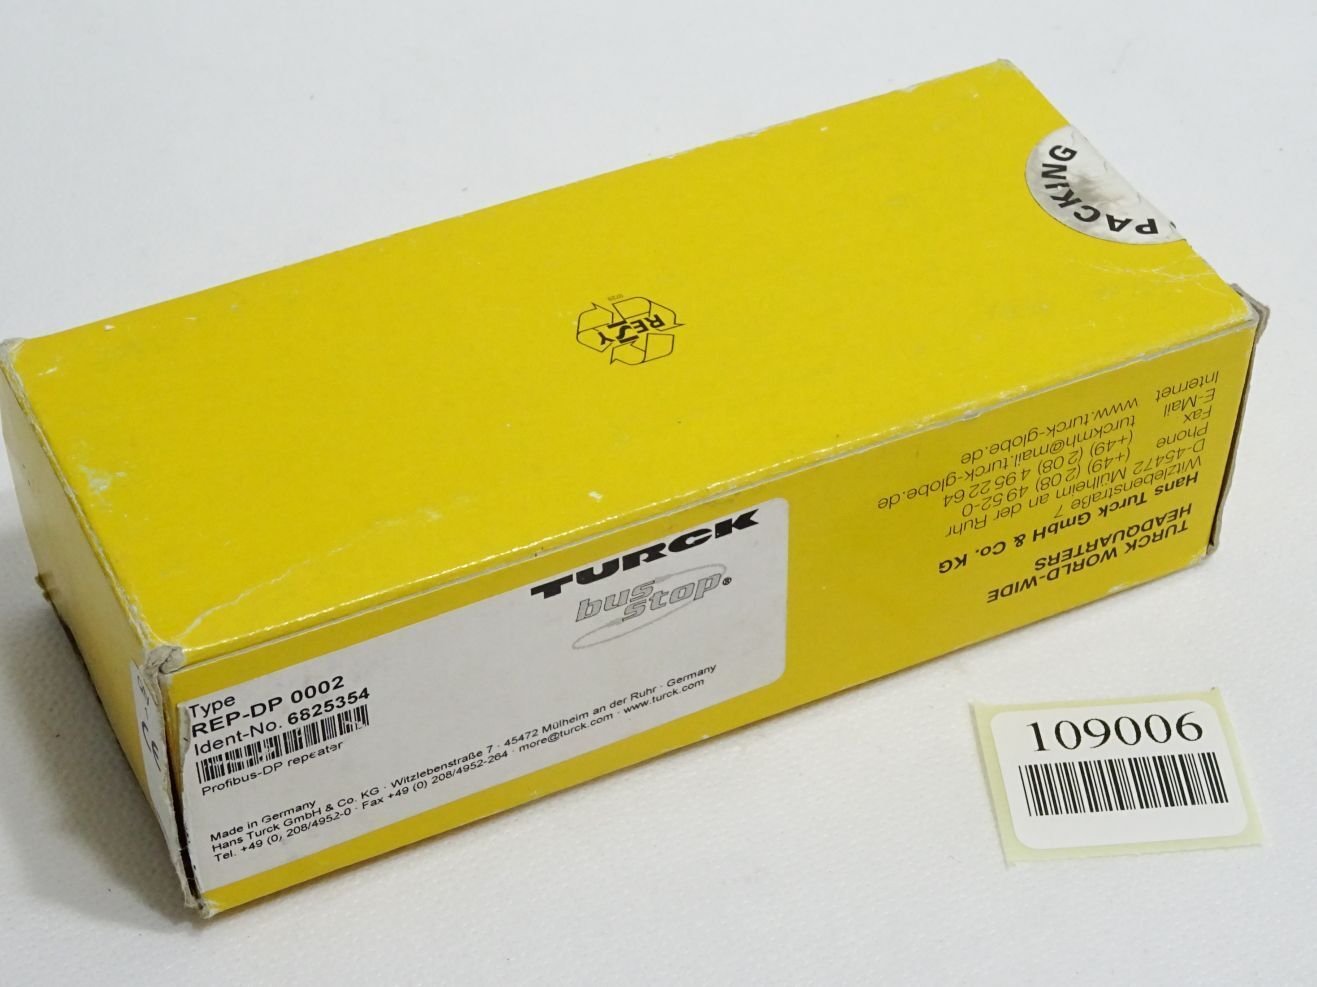 PACKING
RESY
TURCK WORLD-WIDE
HEADQUARTERS
Hans Turck GmbH & Co. KG
Witzlebenstraße 7
D-45472 Mülheim an der Ruhr
Phone (+49) (2 08) 49 52-0
Fax (+49) (2 08) 4 95 22 64
E-Mail turckmh@mail.turck-globe.de
Internet www.turck-globe.de
TURCK
bus
stop®
Type
REP-DP 0002
Ident-No. 6825354
Profibus-DP repeater
Made in Germany
Hans Turck GmbH & Co. KG · Witzlebenstraße 7 · 45472 Mülheim an der Ruhr · Germany
Tel. +49 (0) 208/4952-0 · Fax +49 (0) 208/4952-264 · more@turck.com · www.turck.com
109006